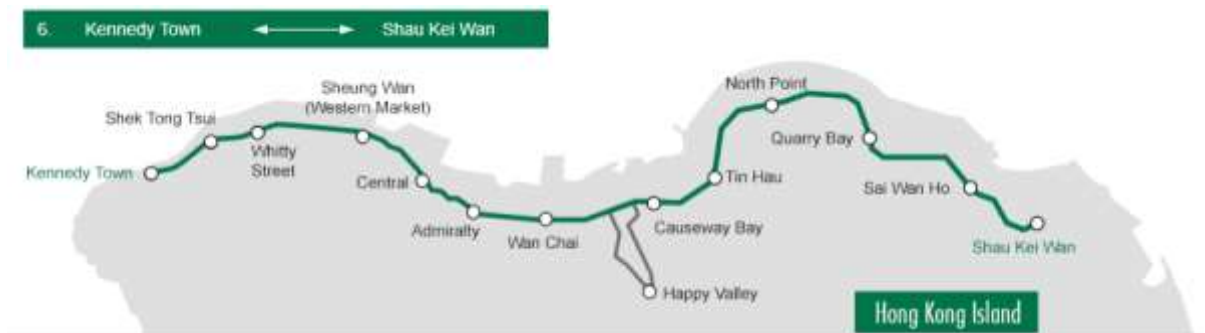 6. Kennedy Town Shau Kei Wan
Sheung Wan
(Western Market)
Shek Tong Tsui
Whitty
Street
Kennedy Town
Central
Admiralty
Wan Chai
Causeway Bay
Happy Valley
Tin Hau
North Point
Quarry Bay
Sai Wan Ho
Shau Kei Wan
Hong Kong Island